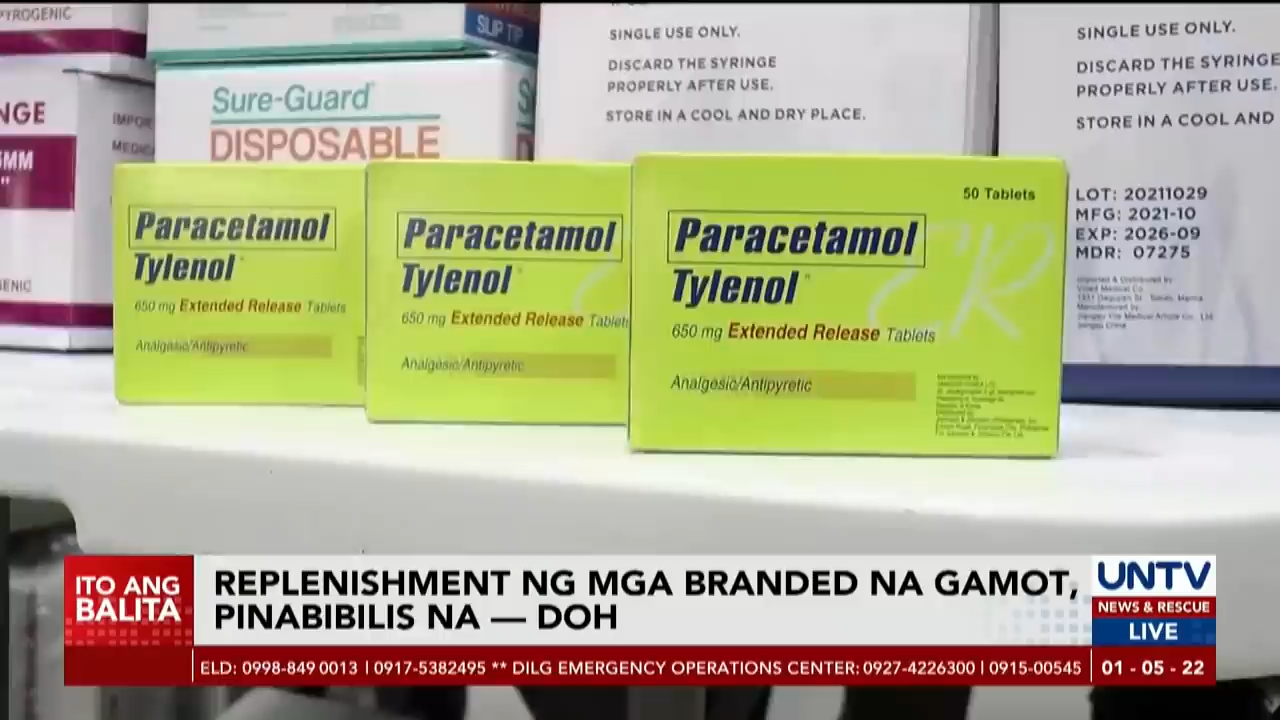 PYROGENIC
SLIP TIP
Sure-Guard
DISPOSABLE
SINGLE USE ONLY.
DISCARD THE SYRINGE
PROPERLY AFTER USE.
STORE IN A COOL AND DRY PLACE.
SINGLE USE ONLY.
DISCARD THE SYRINGE
PROPERLY AFTER USE.
STORE IN A COOL AND
LOT: 20211029
MFG: 2021-10
EXP: 2026-09
MDR: 07275
Paracetamol
Tylenol
650 mg Extended Release Tablets
Analgesic/Antipyretic
Paracetamol
Tylenol
650 mg Extended Release Tablets
Analgesic/Antipyretic
50 Tablets
Paracetamol
Tylenol
ER
650 mg Extended Release Tablets
Analgesic/Antipyretic
ITO ANG
BALITA
REPLENISHMENT NG MGA BRANDED NA GAMOT,
PINABIBILIS NA — DOH
UNTV
NEWS & RESCUE
LIVE
ELD: 0998-849 0013 | 0917-5382495 ** DILG EMERGENCY OPERATIONS CENTER: 0927-4226300 | 0915-00545
01 - 05 - 22